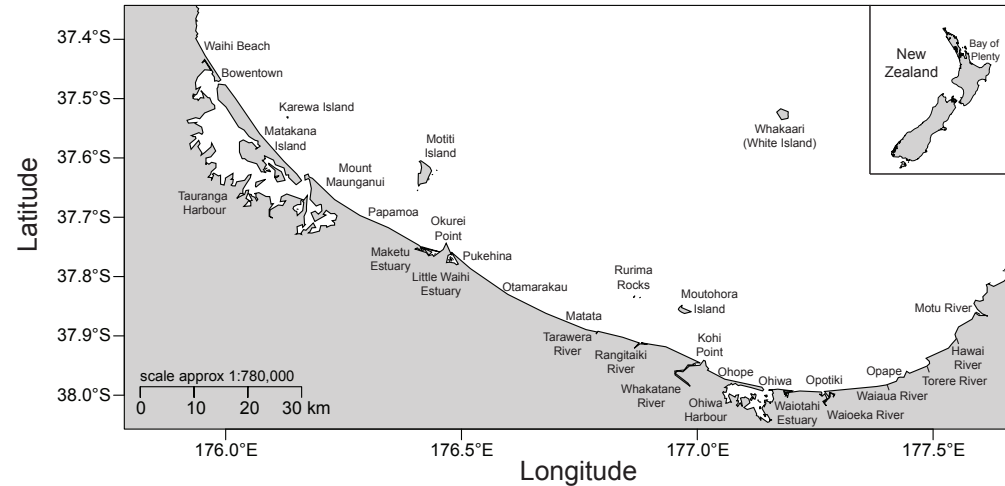 37.4°S
37.5°S
37.6°S
37.7°S
37.8°S
37.9°S
38.0°S
Latitude
Waihi Beach
Bowentown
Karewa Island
Matakana
Island
Motiti
Island
Mount
Maunganui
Tauranga
Harbour
Papamoa
Okurei
Point
Maketu
Estuary
Pukehina
Little Waihi
Estuary
Otamarakau
Whakaari
(White Island)
New
Zealand
Bay of
Plenty
Rurima
Rocks
Moutohora
Island
Matata
Tarawera
River
Rangitaiki
River
Kohi
Point
Whakatane
River
Ohope
Ohiwa
Ohiwa
Harbour
Opotiki
Waiotahi
Estuary
Waioeka River
Opape
Waiaua River
Torere River
Hawai
River
Motu River
scale approx 1:780,000
0 10 20 30 km
176.0°E 176.5°E 177.0°E 177.5°E
Longitude